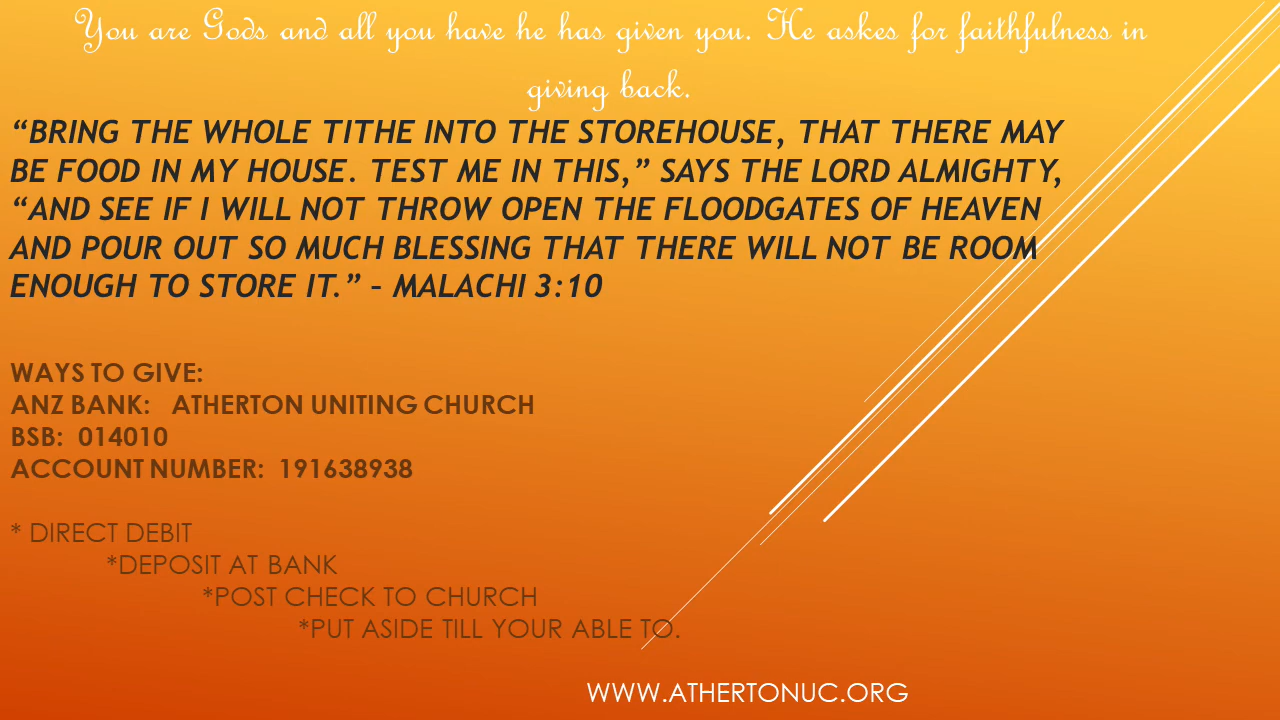 You are Gods and all you have he has given you. He askes for faithfulness in
giving back.
“BRING THE WHOLE TITHE INTO THE STOREHOUSE, THAT THERE MAY
BE FOOD IN MY HOUSE. TEST ME IN THIS,” SAYS THE LORD ALMIGHTY,
“AND SEE IF I WILL NOT THROW OPEN THE FLOODGATES OF HEAVEN
AND POUR OUT SO MUCH BLESSING THAT THERE WILL NOT BE ROOM
ENOUGH TO STORE IT.” – MALACHI 3:10
WAYS TO GIVE:
ANZ BANK: ATHERTON UNITING CHURCH
BSB: 014010
ACCOUNT NUMBER: 191638938
* DIRECT DEBIT
*DEPOSIT AT BANK
*POST CHECK TO CHURCH
*PUT ASIDE TILL YOUR ABLE TO.
WWW.ATHERTONUC.ORG